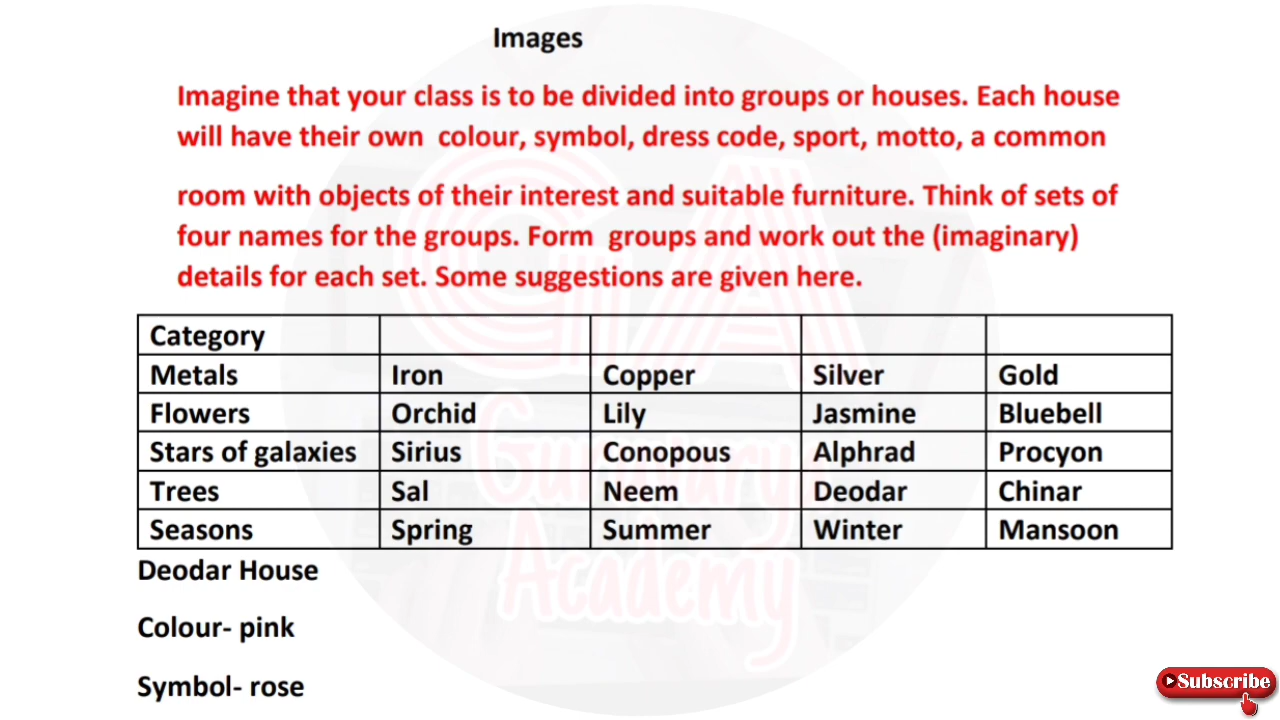 Images
Imagine that your class is to be divided into groups or houses. Each house
will have their own colour, symbol, dress code, sport, motto, a common
room with objects of their interest and suitable furniture. Think of sets of
four names for the groups. Form groups and work out the (imaginary)
details for each set. Some suggestions are given here.
Category
Metals Iron Copper Silver Gold
Flowers Orchid Lily Jasmine Bluebell
Stars of galaxies Sirius Conopous Alphrad Procyon
Trees Sal Neem Deodar Chinar
Seasons Spring Summer Winter Mansoon
Deodar House
Colour- pink
Symbol- rose
Subscribe
GA
Guruvarya
Academy